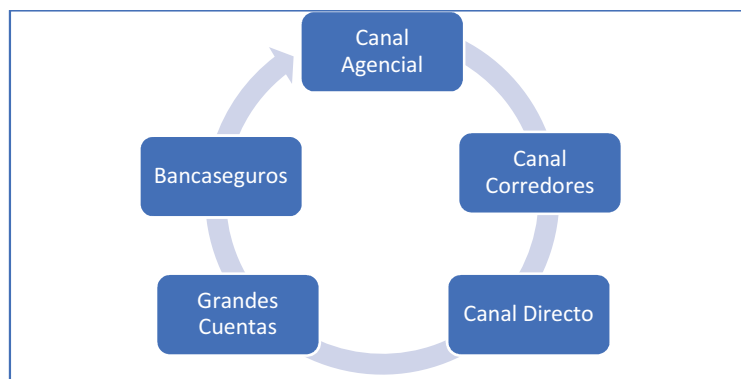 Canal
Agencial
Canal
Corredores
Canal Directo
Grandes
Cuentas
Bancaseguros